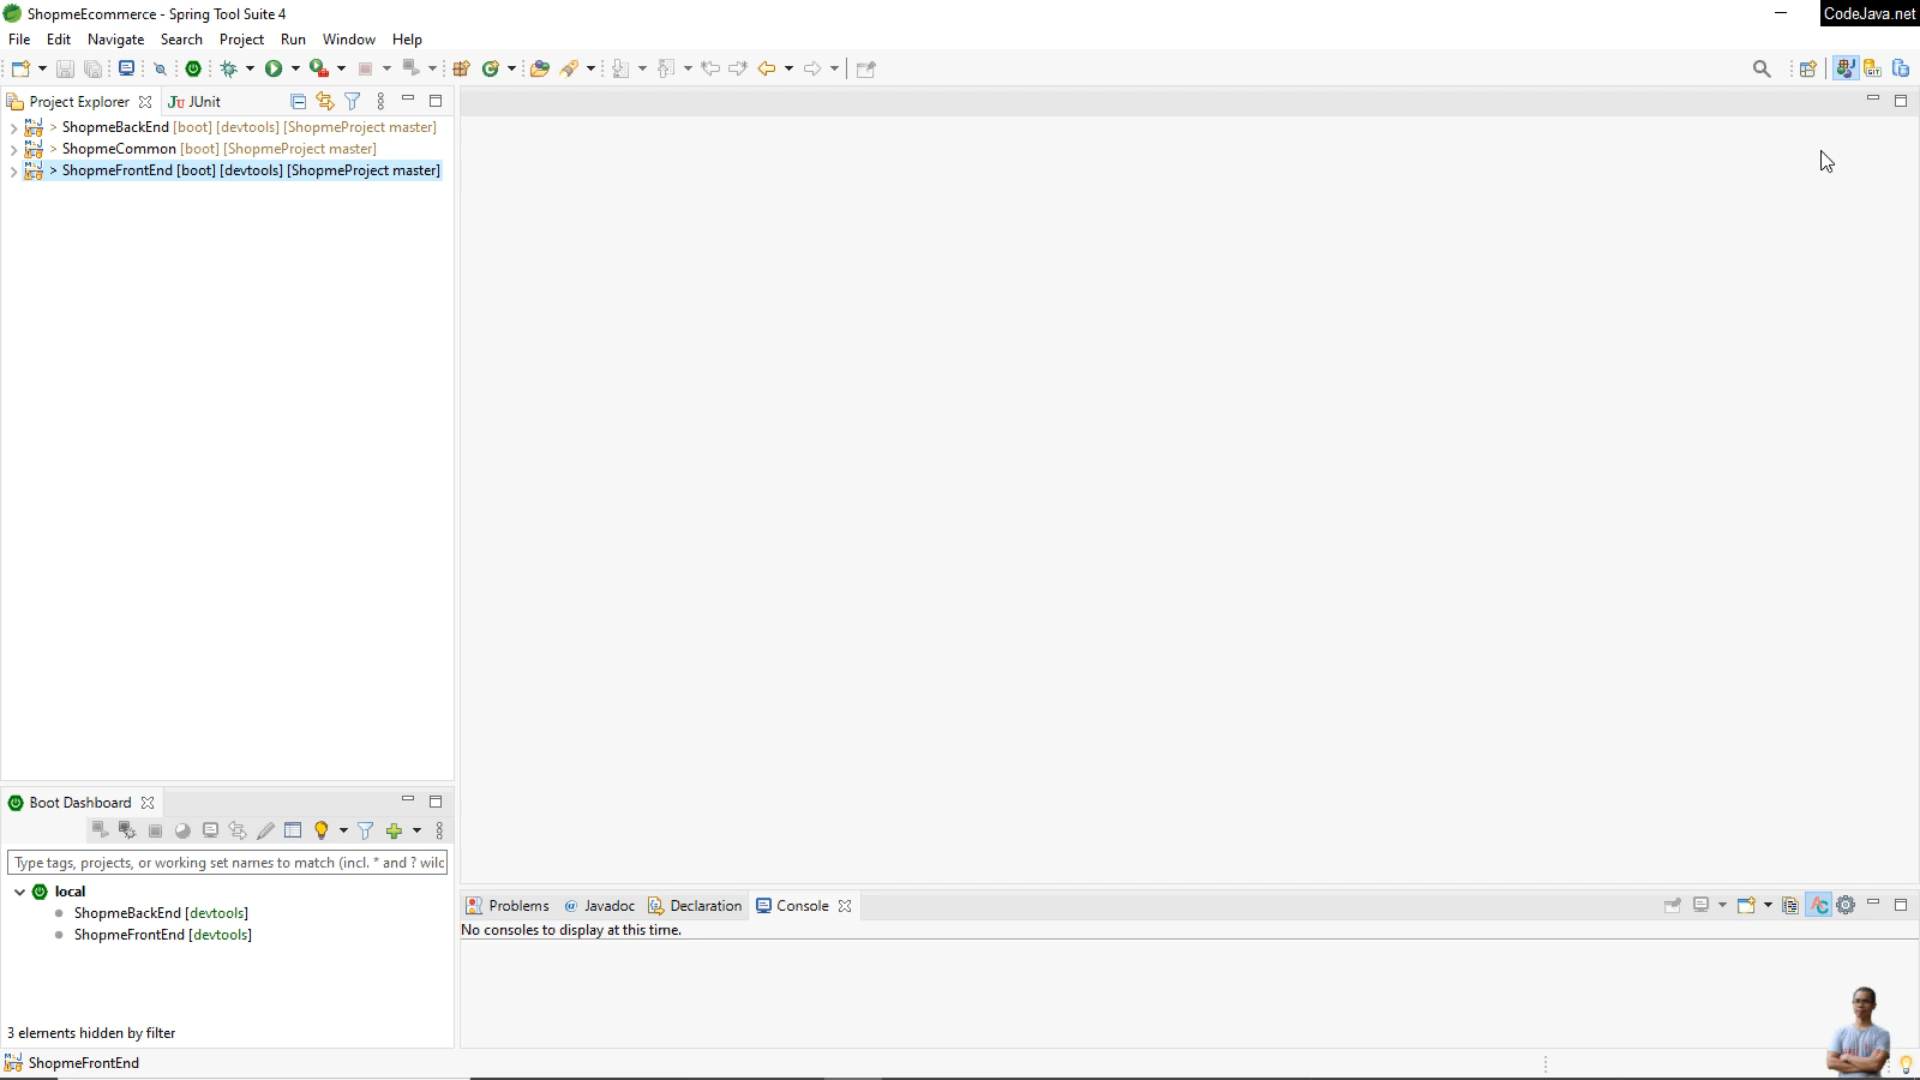 ShopmeEcommerce - Spring Tool Suite 4
CodeJava.net
File Edit Navigate Search Project Run Window Help
Project Explorer JUnit
> ShopmeBackEnd [boot] [devtools] [ShopmeProject master]
> ShopmeCommon [boot] [ShopmeProject master]
> ShopmeFrontEnd [boot] [devtools] [ShopmeProject master]
Boot Dashboard
Type tags, projects, or working set names to match (incl. * and ? wilc
local
ShopmeBackEnd [devtools]
ShopmeFrontEnd [devtools]
3 elements hidden by filter
Problems Javadoc Declaration Console
No consoles to display at this time.
ShopmeFrontEnd